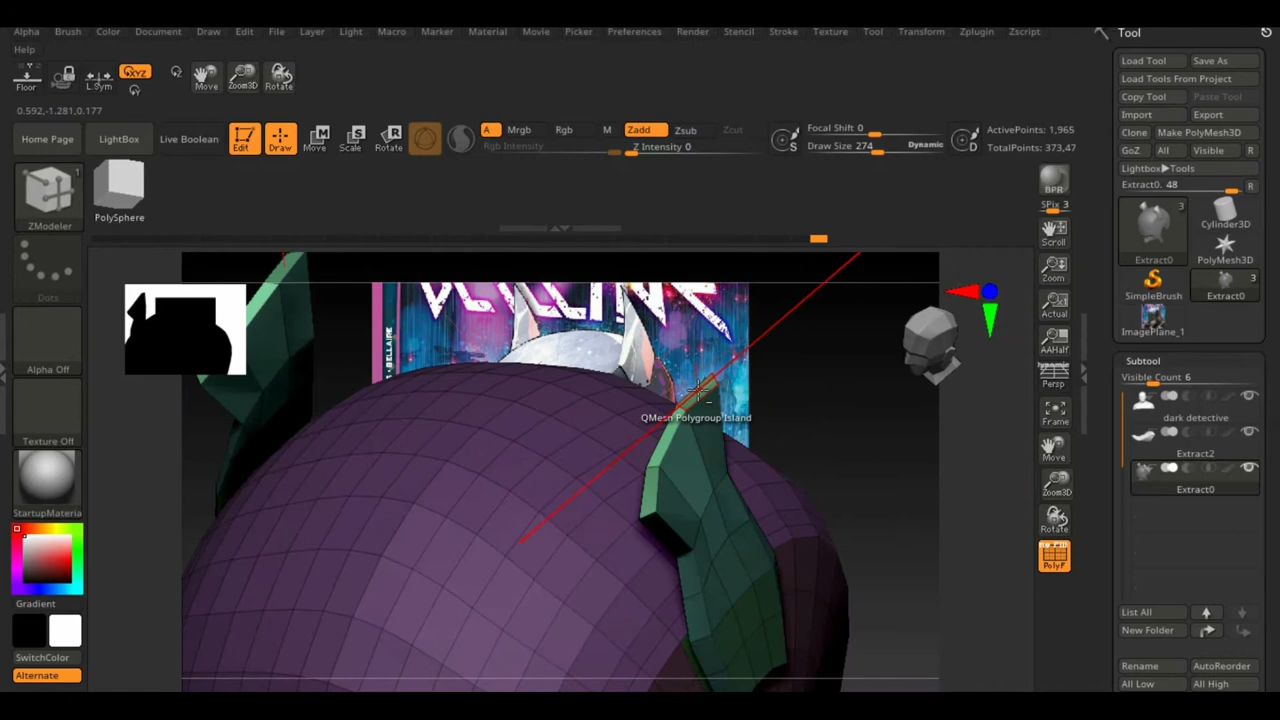 Alpha Brush Color Document Draw Edit File Layer Light Macro Marker Material Movie Picker Preferences Render Stencil Stroke Texture Tool Transform Zplugin Zscript
Help
Floor
L.Sym
XYZ
Y
Move
Zoom3D
Rotate
0.592,-1.281,0.177
Home Page
LightBox
Live Boolean
Edit
Draw
M
Move
S
Scale
R
Rotate
A
Mrgb
Rgb
M
Zadd
Zsub
Zcut
Rgb Intensity
Z Intensity 0
S
Focal Shift 0
Draw Size 274
Dynamic
D
ActivePoints: 1,965
TotalPoints: 373,47
1
ZModeler
PolySphere
Dots
Alpha Off
Texture Off
StartupMateria
Gradient
SwitchColor
Alternate
BELLAIRE
QMesh Polygroup Island
BPR
SPix 3
Scroll
Zoom
Actual
AAHalf
Dynamic
Persp
Frame
Move
Zoom3D
Rotate
PolyF
Tool
Load Tool
Save As
Load Tools From Project
Copy Tool
Paste Tool
Import
Export
Clone
Make PolyMesh3D
GoZ
All
Visible
R
Lightbox▶Tools
Extract0. 48
R
3
Extract0
Cylinder3D
PolyMesh3D
SimpleBrush
3
Extract0
ImagePlane_1
Subtool
Visible Count 6
dark detective
Extract2
Extract0
List All
New Folder
Rename
AutoReorder
All Low
All High